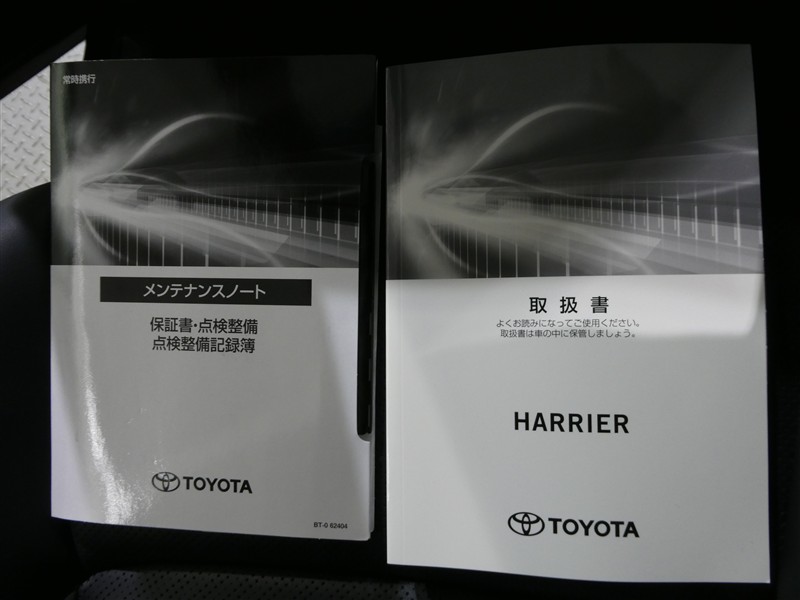 常時携行
メンテナンスノート
保証書・点検整備
点検整備記録簿
TOYOTA
BT-0 62404
取扱書
よくお読みになってご使用ください。
取扱書は車の中に保管しましょう。
HARRIER
TOYOTA